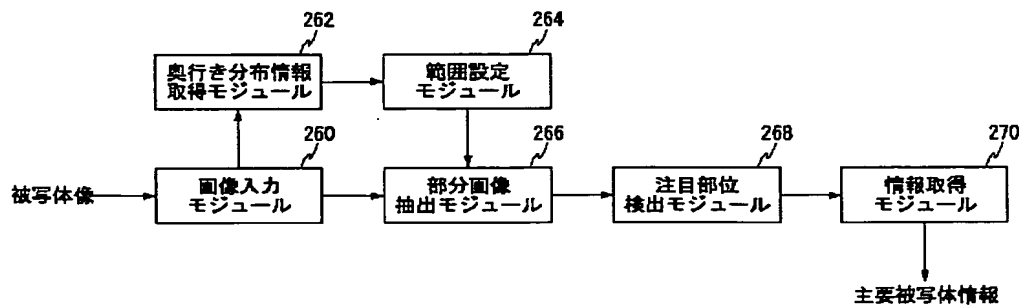 262
奥行き分布情報
取得モジュール
264
範囲設定
モジュール
被写体像
260
画像入力
モジュール
266
部分画像
抽出モジュール
268
注目部位
検出モジュール
270
情報取得
モジュール
主要被写体情報